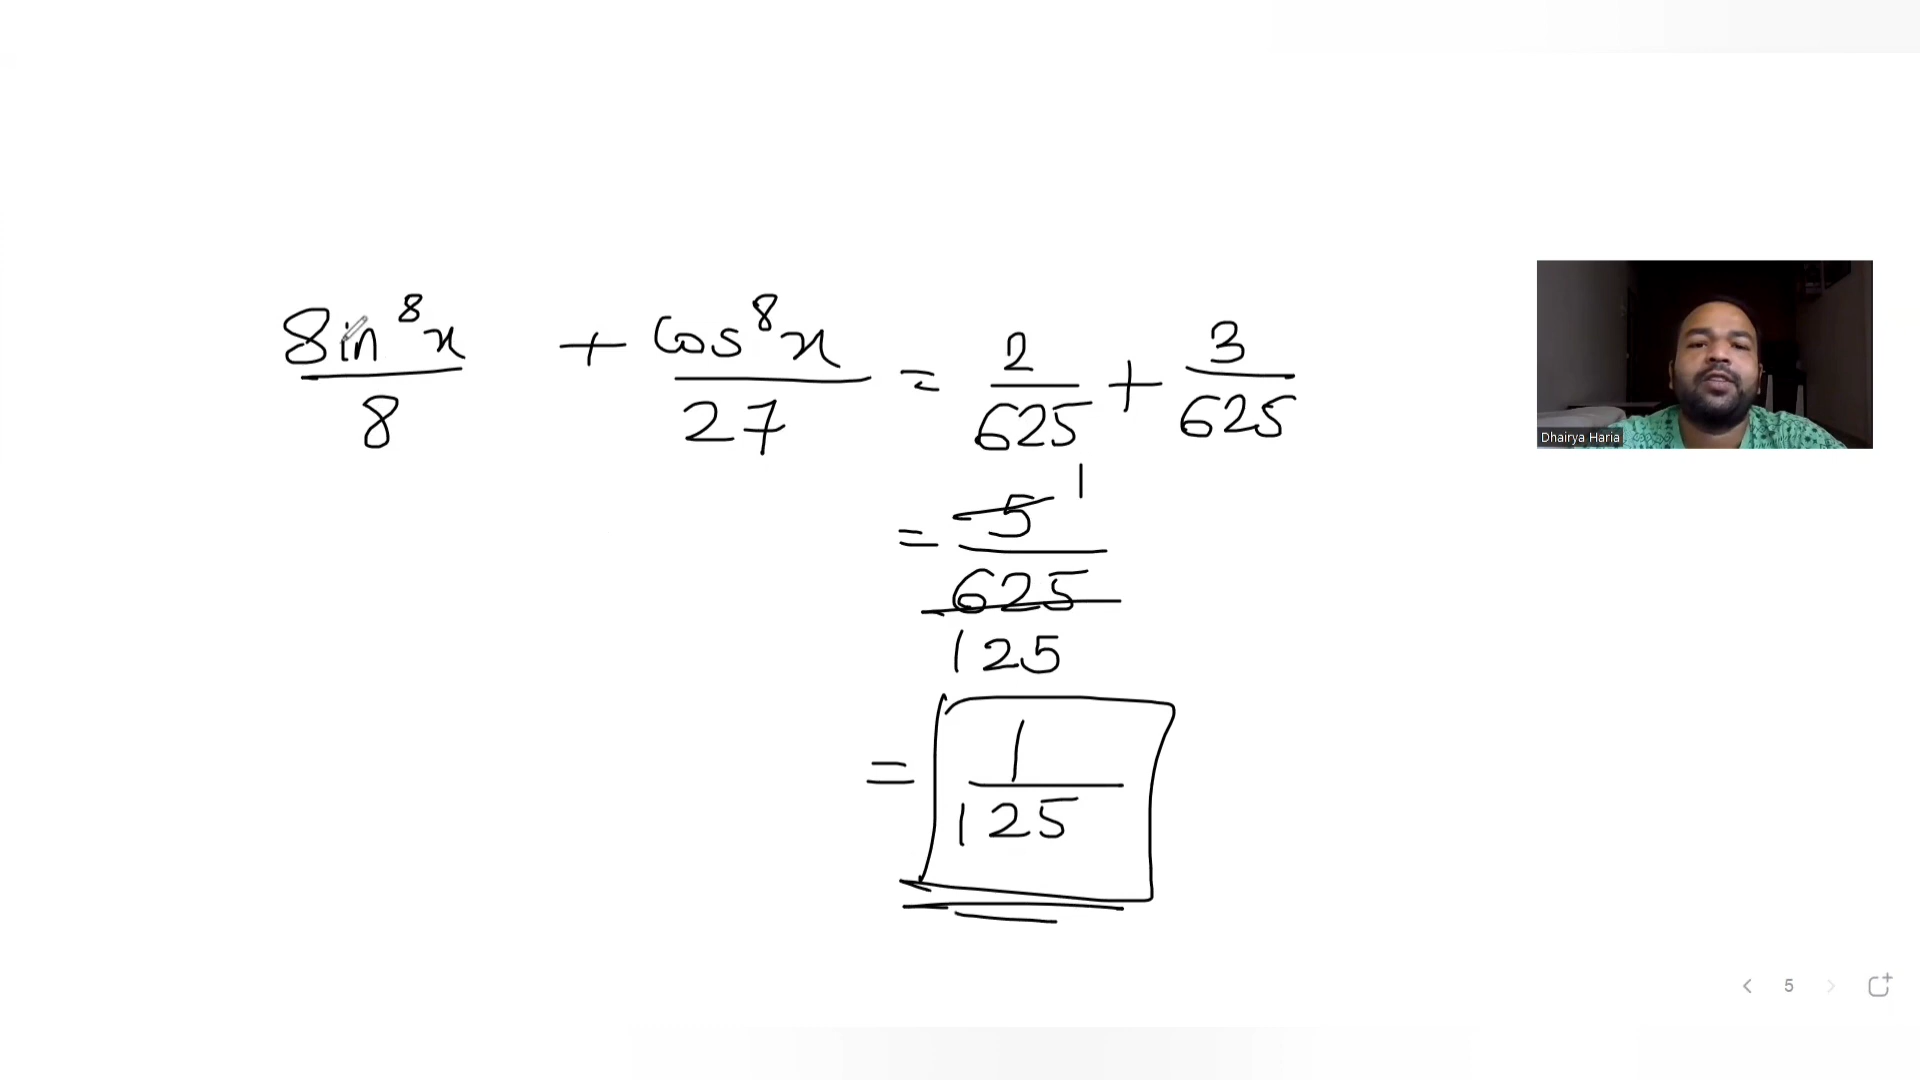 sin⁸x/8 + cos⁸x/27 = 2/625 + 3/625
= 5/625 1/125
= 1/125
Dhairya Haria
5